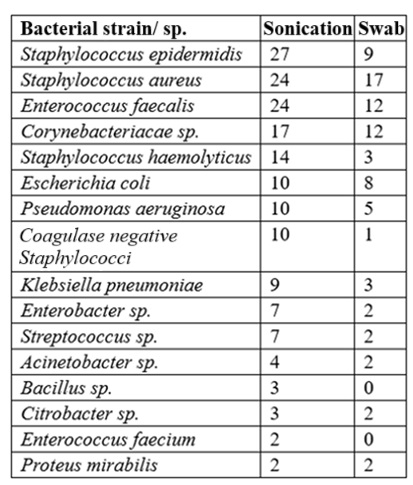 Bacterial strain/ sp. Sonication Swab
Staphylococcus epidermidis 27 9
Staphylococcus aureus 24 17
Enterococcus faecalis 24 12
Corynebacteriacae sp. 17 12
Staphylococcus haemolyticus 14 3
Escherichia coli 10 8
Pseudomonas aeruginosa 10 5
Coagulase negative 10 1
Staphylococci
Klebsiella pneumoniae 9 3
Enterobacter sp. 7 2
Streptococcus sp. 7 2
Acinetobacter sp. 4 2
Bacillus sp. 3 0
Citrobacter sp. 3 2
Enterococcus faecium 2 0
Proteus mirabilis 2 2